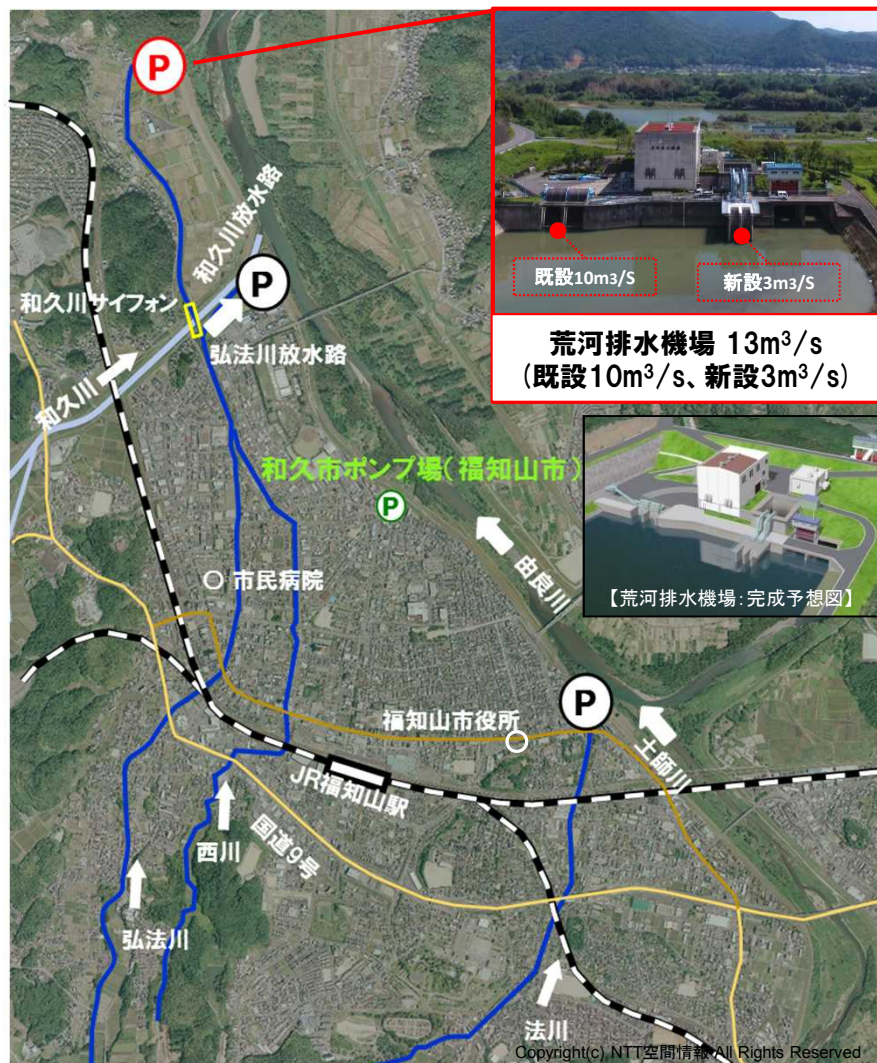 P
既設10m3/S
新設3m3/S
荒河排水機場 13m³/s
(既設10m³/s、新設3m³/s)
和久川放水路
和久川サイフォン
P
弘法川放水路
和久川
和久市ポンプ場(福知山市)
P
由良川
【荒河排水機場:完成予想図】
市民病院
P
福知山市役所
土師川
JR福知山駅
国道9号
西川
弘法川
法川
Copyright(c) NTT空間情報 All Rights Reserved